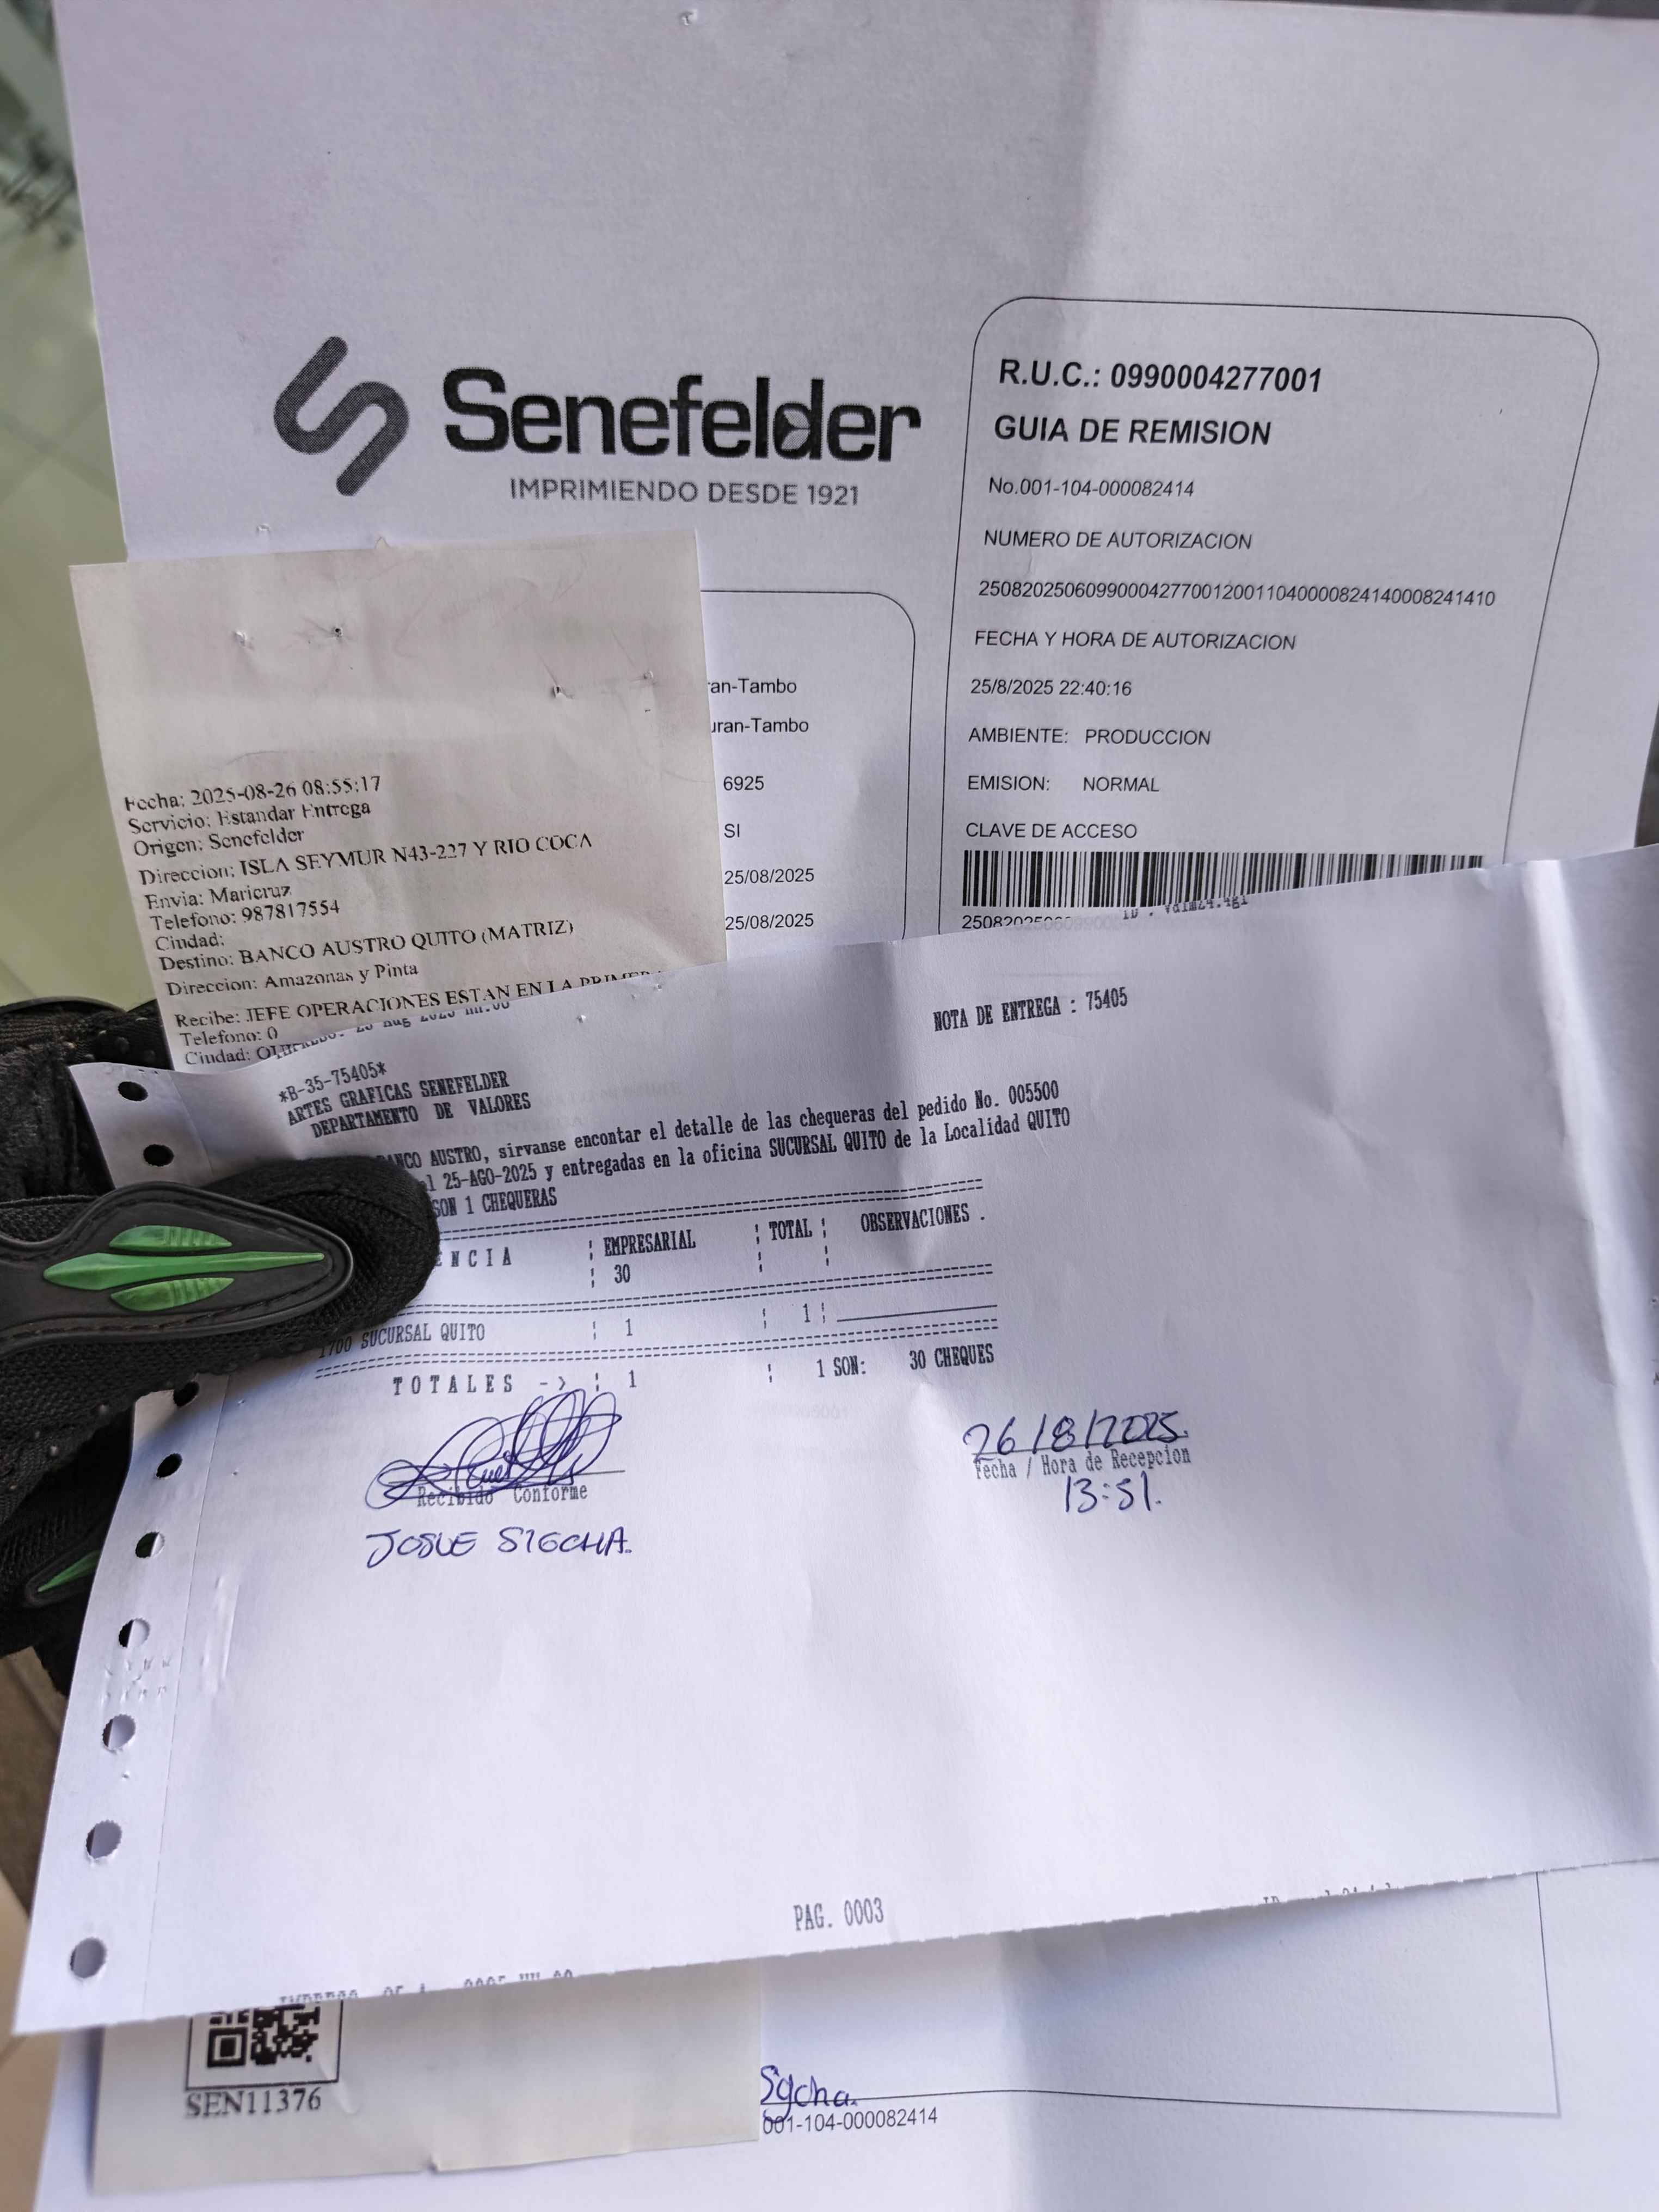 Senefelder
IMPRIMIENDO DESDE 1921
R.U.C.: 0990004277001
GUIA DE REMISION
No.001-104-000082414
NUMERO DE AUTORIZACION
2508202506099000427700120011040000824140008241410
FECHA Y HORA DE AUTORIZACION
25/8/2025 22:40:16
AMBIENTE: PRODUCCION
EMISION: NORMAL
CLAVE DE ACCESO
ran-Tambo
uran-Tambo
6925
SI
25/08/2025
25/08/2025
Fecha: 2025-08-26 08:55:17
Servicio: Estandar Entrega
Origen: Senefelder
Direccion: ISLA SEYMUR N43-227 Y RIO COCA
Envia: Maricruz
Telefono: 987817554
Ciudad:
Destino: BANCO AUSTRO QUITO (MATRIZ)
Direccion: Amazonas y Pinta
Recibe: JEFE OPERACIONES ESTAN EN LA
Telefono: 0
Ciudad:
NOTA DE ENTREGA : 75405
*B-35-75405*
ARTES GRAFICAS SENEFELDER
DEPARTAMENTO DE VALORES
AUSTRO, sirvanse encontar el detalle de las chequeras del pedido No. 005500
al 25-AGO-2025 y entregadas en la oficina SUCURSAL QUITO de la Localidad QUITO
SON 1 CHEQUERAS
E N C I A ¦ EMPRESARIAL ¦ TOTAL ¦ OBSERVACIONES .
¦ 30 ¦ ¦
1700 SUCURSAL QUITO ¦ 1 ¦ 1 ¦
T O T A L E S -> ¦ 1 ¦ 1 SON: 30 CHEQUES
26/8/2025.
Recibido Conforme
Fecha / Hora de Recepcion
13:51.
JOSUE SIGCHA.
PAG. 0003
SEN11376
Sgcha.
001-104-000082414